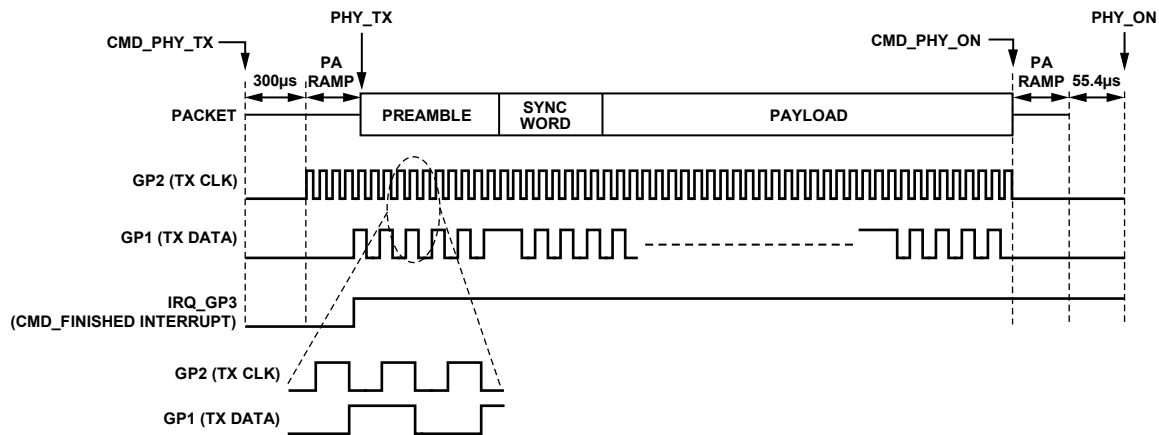 PHY_TX
PHY_ON
CMD_PHY_TX
CMD_PHY_ON
300µs
PA
RAMP
PA
RAMP
55.4µs
PACKET
PREAMBLE
SYNC
WORD
PAYLOAD
GP2 (TX CLK)
GP1 (TX DATA)
IRQ_GP3
(CMD_FINISHED INTERRUPT)
GP2 (TX CLK)
GP1 (TX DATA)